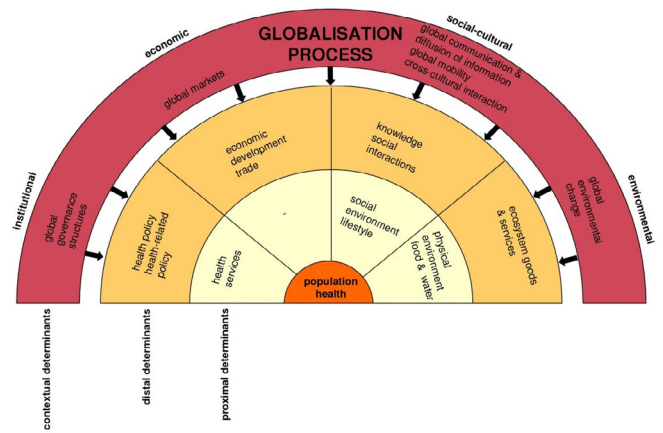 GLOBALISATION
PROCESS
economic
social-cultural
institutional
environmental
global markets
global communication &
diffusion of information
global mobility
cross-cultural interaction
global
governance
structures
global
environmental
change
economic
development
trade
knowledge
social
interactions
health policy
health-related
policy
ecosystem goods
& services
social
environment
lifestyle
health
services
physical
environment
food & water
population
health
contextual determinants
distal determinants
proximal determinants